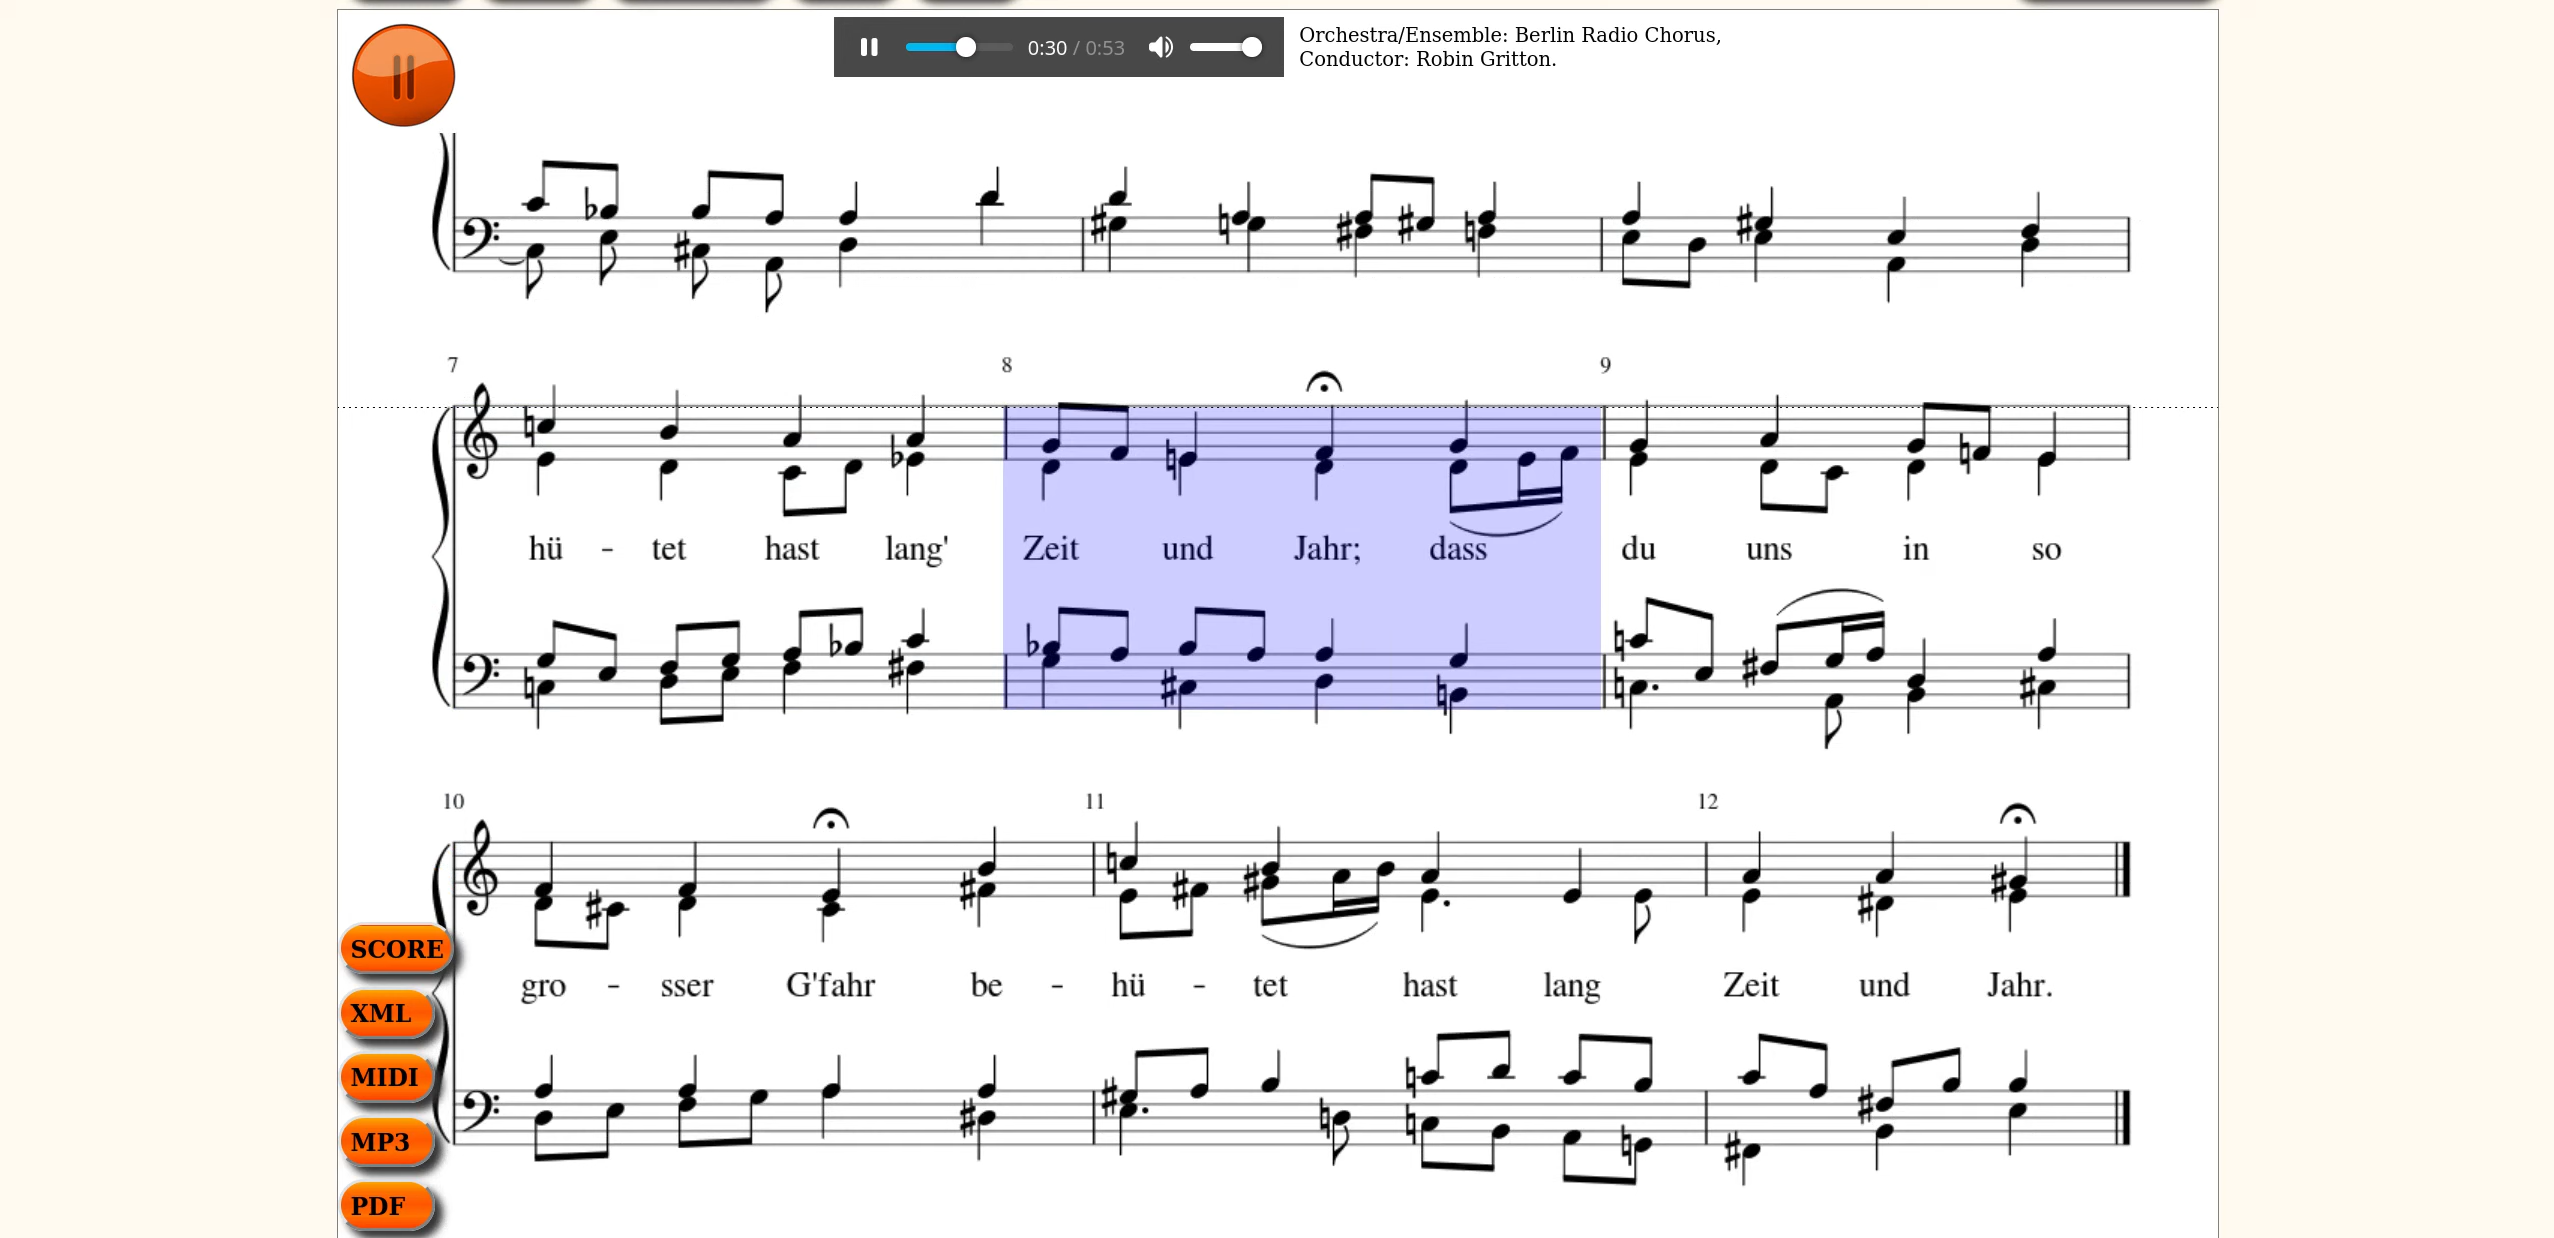 0:30 / 0:53
Orchestra/Ensemble: Berlin Radio Chorus,
Conductor: Robin Gritton.
7 8 9
hü - tet hast lang' Zeit und Jahr; dass du uns in so
10 11 12
SCORE
gro - sser G'fahr be - hü - tet hast lang Zeit und Jahr.
XML
MIDI
MP3
PDF